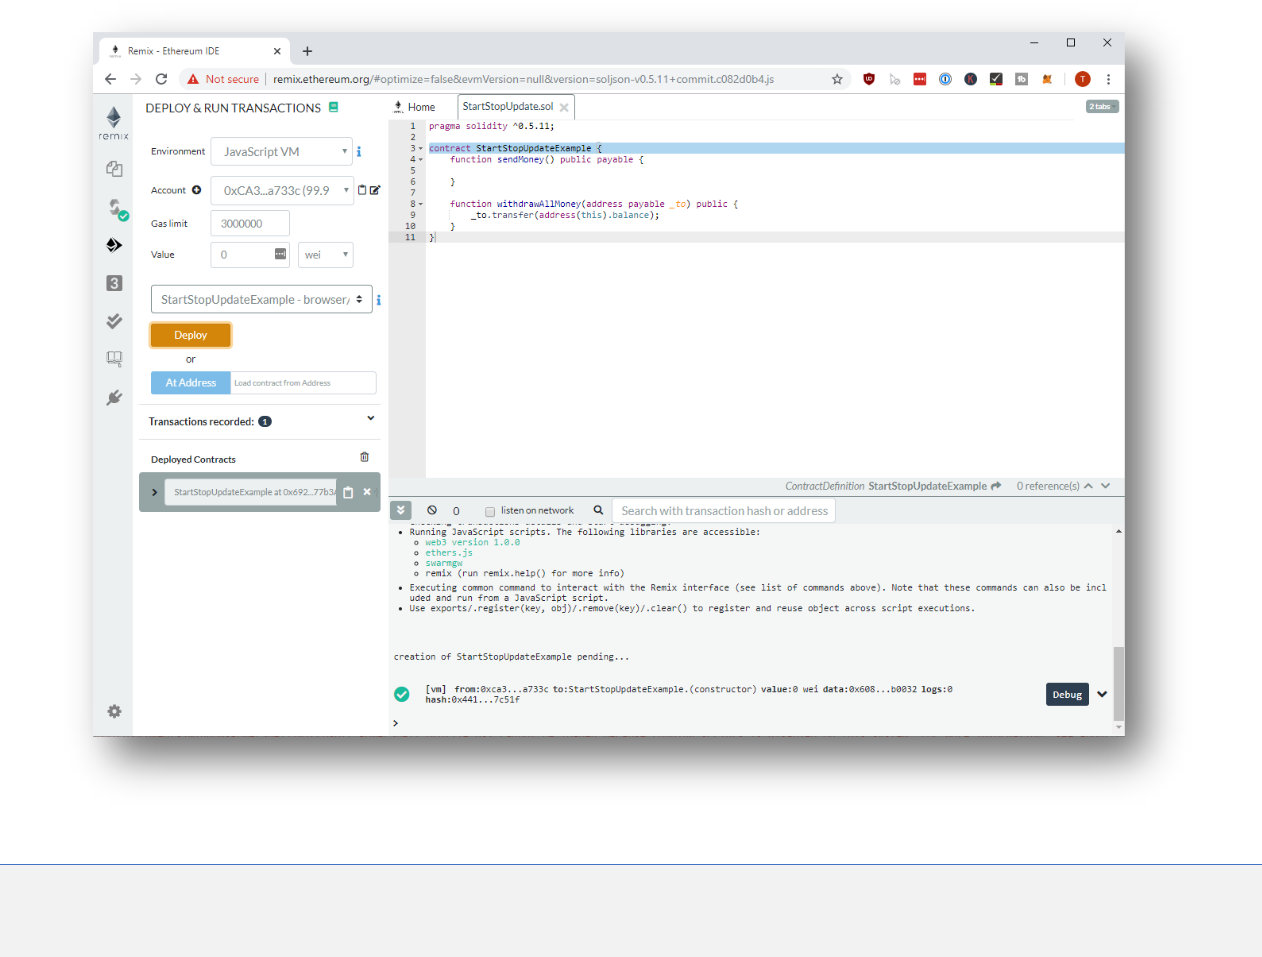 Remix - Ethereum IDE
Not secure | remix.ethereum.org/#optimize=false&evmVersion=null&version=soljson-v0.5.11+commit.c082d0b4.js
T
remix
DEPLOY & RUN TRANSACTIONS
Environment JavaScript VM
Account 0xCA3...a733c (99.9
Gas limit 3000000
Value 0 wei
StartStopUpdateExample - browser/
Deploy
or
At Address Load contract from Address
Transactions recorded: 1
Deployed Contracts
StartStopUpdateExample at 0x692...77b3
Home StartStopUpdate.sol 2 tabs
1 pragma solidity ^0.5.11;
2
3 contract StartStopUpdateExample {
4 function sendMoney() public payable {
5
6 }
7
8 function withdrawAllMoney(address payable _to) public {
9 _to.transfer(address(this).balance);
10 }
11 }
ContractDefinition StartStopUpdateExample 0 reference(s)
0 listen on network Search with transaction hash or address
• Running JavaScript scripts. The following libraries are accessible:
web3 version 1.0.0
ethers.js
swarmgw
remix (run remix.help() for more info)
• Executing common command to interact with the Remix interface (see list of commands above). Note that these commands can also be incl
uded and run from a JavaScript script.
• Use exports/.register(key, obj)/.remove(key)/.clear() to register and reuse object across script executions.
creation of StartStopUpdateExample pending...
[vm] from:0xca3...a733c to:StartStopUpdateExample.(constructor) value:0 wei data:0x608...b0032 logs:0
hash:0x441...7c51f
Debug
>